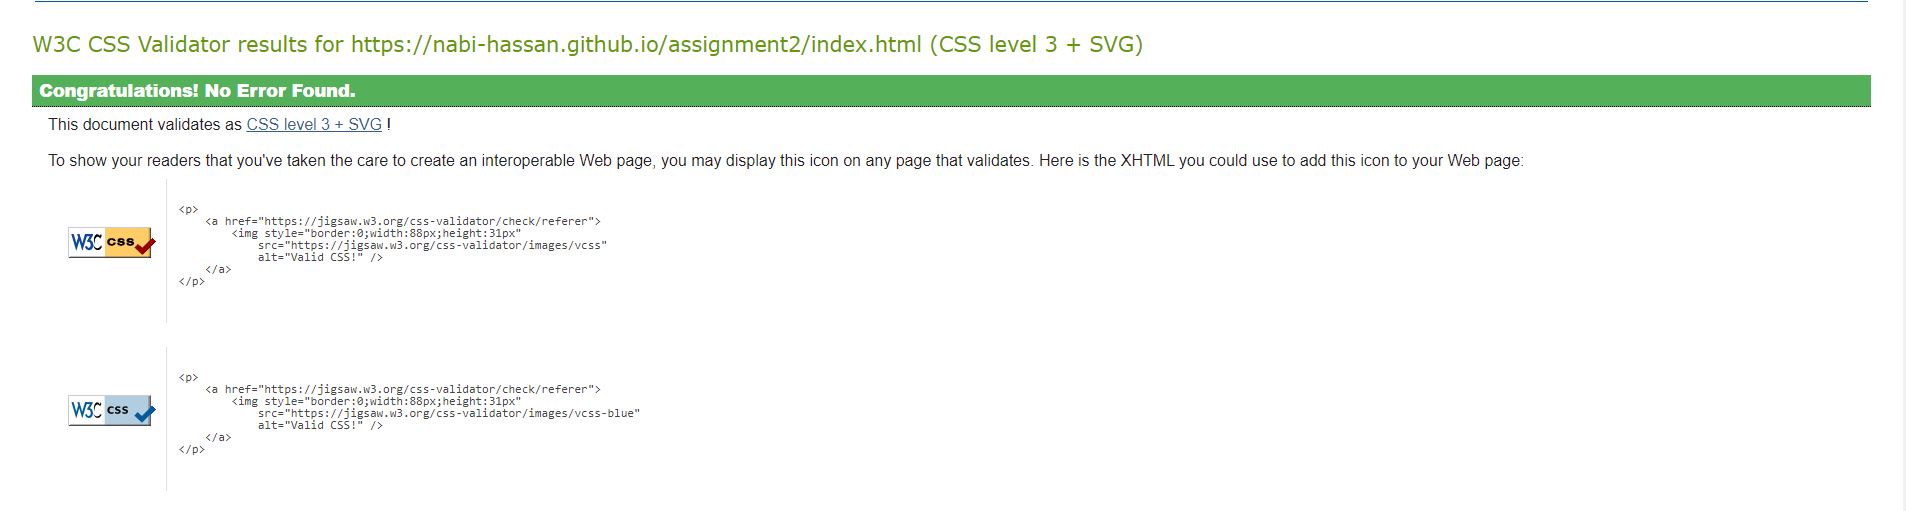 W3C CSS Validator results for https://nabi-hassan.github.io/assignment2/index.html (CSS level 3 + SVG)
Congratulations! No Error Found.
This document validates as CSS level 3 + SVG !
To show your readers that you've taken the care to create an interoperable Web page, you may display this icon on any page that validates. Here is the XHTML you could use to add this icon to your Web page:
W3C css
<p>
    <a href="https://jigsaw.w3.org/css-validator/check/referer">
        <img style="border:0;width:88px;height:31px"
            src="https://jigsaw.w3.org/css-validator/images/vcss"
            alt="Valid CSS!" />
    </a>
</p>
W3C css
<p>
    <a href="https://jigsaw.w3.org/css-validator/check/referer">
        <img style="border:0;width:88px;height:31px"
            src="https://jigsaw.w3.org/css-validator/images/vcss-blue"
            alt="Valid CSS!" />
    </a>
</p>